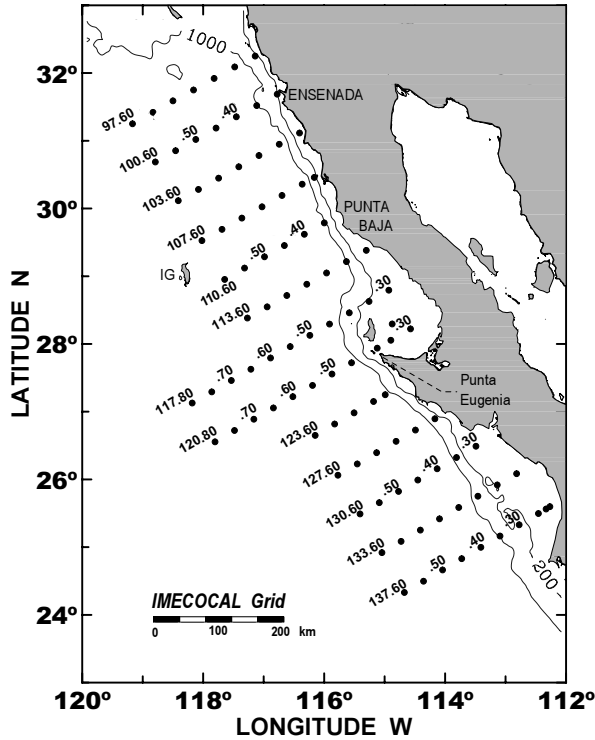 1000
32º
ENSENADA
97.60
.40
.50
100.60
103.60
30º
PUNTA
BAJA
107.60
.40
.50
IG
110.60
.30
113.60
.30
28º
.50
.60
.50
.70
117.80
.60
Punta
Eugenia
.70
120.80
123.60
.30
127.60
.40
26º
.50
130.60
.30
133.60
.40
.50
137.60
200
24º
IMECOCAL Grid
0 100 200 km
120º 118º 116º 114º 112º
LONGITUDE W
LATITUDE N